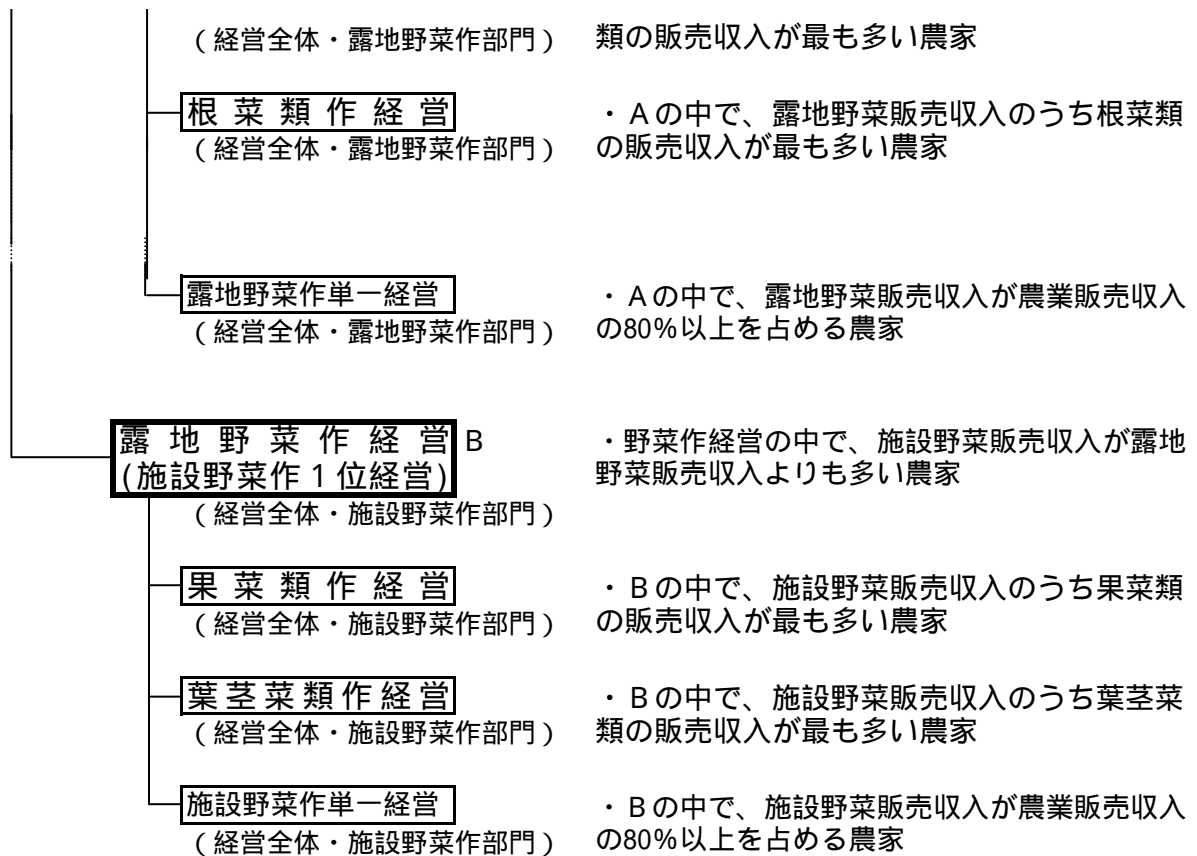 （経営全体・露地野菜作部門）　類の販売収入が最も多い農家
根菜類作経営　・Ａの中で、露地野菜販売収入のうち根菜類
（経営全体・露地野菜作部門）　の販売収入が最も多い農家
露地野菜作単一経営　・Ａの中で、露地野菜販売収入が農業販売収入
（経営全体・露地野菜作部門）　の80％以上を占める農家
露地野菜作経営 B　・野菜作経営の中で、施設野菜販売収入が露地
(施設野菜作１位経営)　野菜販売収入よりも多い農家
（経営全体・施設野菜作部門）
果菜類作経営　・Ｂの中で、施設野菜販売収入のうち果菜類
（経営全体・施設野菜作部門）　の販売収入が最も多い農家
葉茎菜類作経営　・Ｂの中で、施設野菜販売収入のうち葉茎菜
（経営全体・施設野菜作部門）　類の販売収入が最も多い農家
施設野菜作単一経営　・Ｂの中で、施設野菜販売収入が農業販売収入
（経営全体・施設野菜作部門）　の80％以上を占める農家